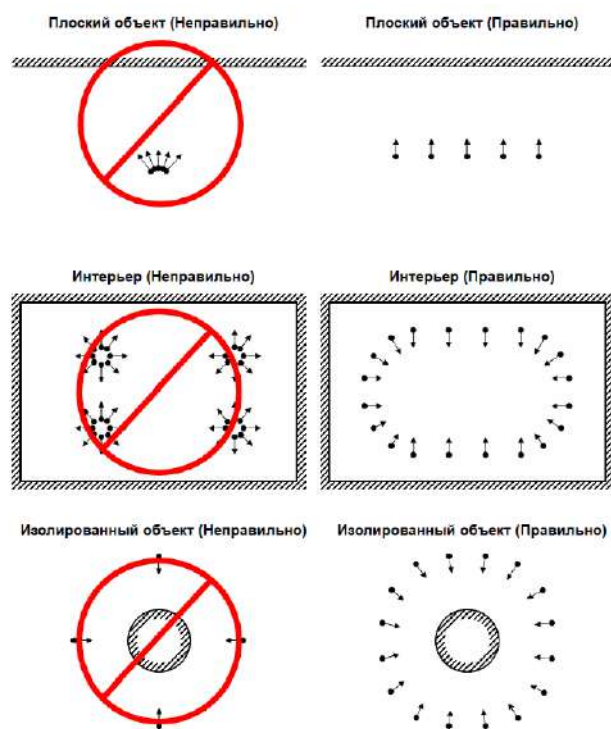 Плоский объект (Неправильно)
Плоский объект (Правильно)
Интерьер (Неправильно)
Интерьер (Правильно)
Изолированный объект (Неправильно)
Изолированный объект (Правильно)